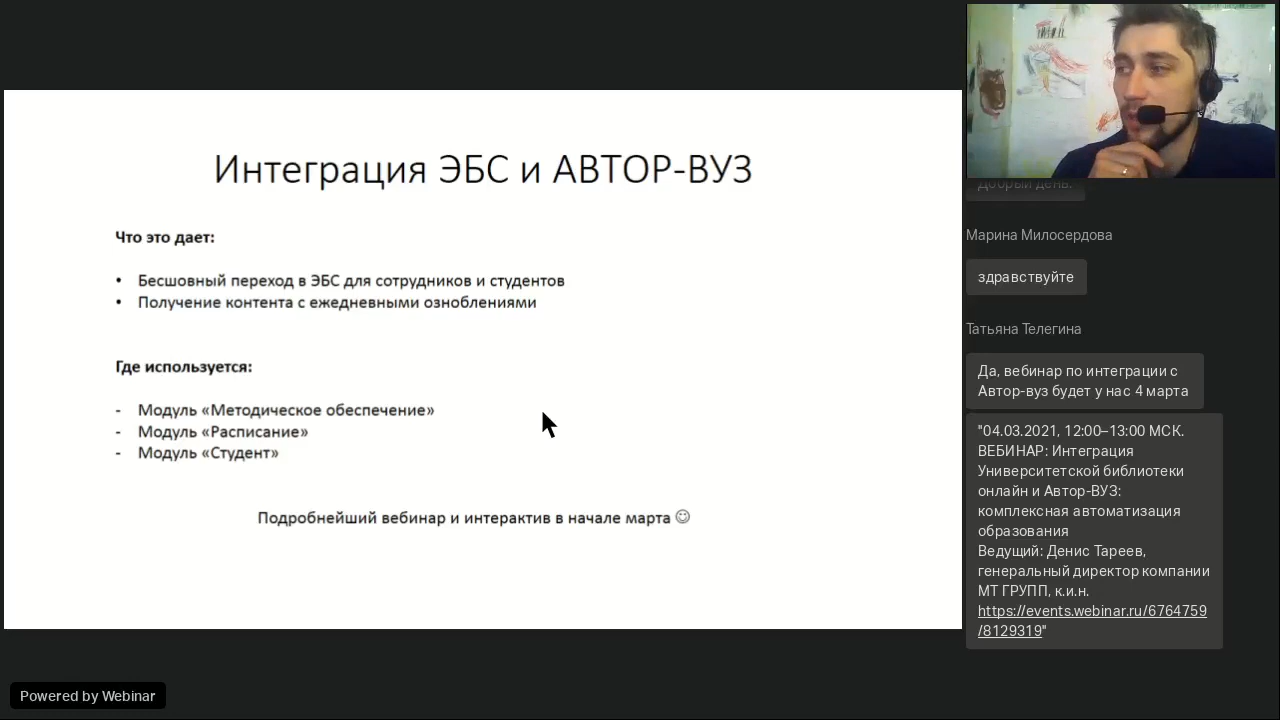 Интеграция ЭБС и АВТОР-ВУЗ
Что это дает:
• Бесшовный переход в ЭБС для сотрудников и студентов
• Получение контента с ежедневными озноблениями
Где используется:
- Модуль «Методическое обеспечение»
- Модуль «Расписание»
- Модуль «Студент»
Подробнейший вебинар и интерактив в начале марта ☺
Добрый день.
Марина Милосердова
здравствуйте
Татьяна Телегина
Да, вебинар по интеграции с
Автор-вуз будет у нас 4 марта
"04.03.2021, 12:00–13:00 МСК.
ВЕБИНАР: Интеграция
Университетской библиотеки
онлайн и Автор-ВУЗ:
комплексная автоматизация
образования
Ведущий: Денис Тареев,
генеральный директор компании
МТ ГРУПП, к.и.н.
https://events.webinar.ru/6764759
/8129319"
Powered by Webinar